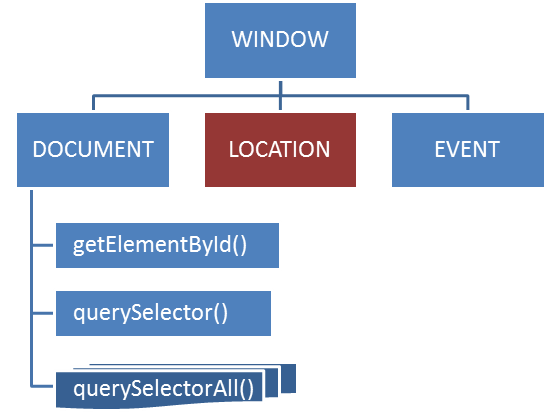 WINDOW
DOCUMENT
LOCATION
EVENT
getElementById()
querySelector()
querySelectorAll()